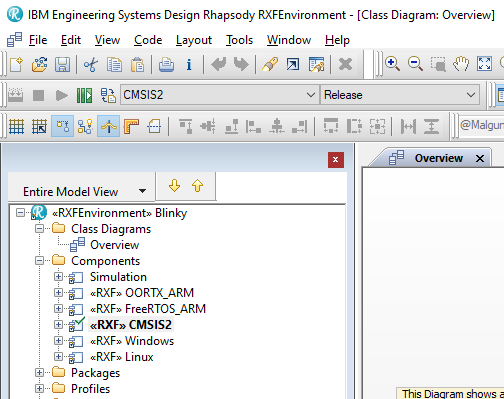 IBM Engineering Systems Design Rhapsody RXFEnvironment - [Class Diagram: Overview]
File Edit View Code Layout Tools Window Help
CMSIS2 Release
@Malgun
Overview
Entire Model View
«RXFEnvironment» Blinky
Class Diagrams
Overview
Components
Simulation
«RXF» OORTX_ARM
«RXF» FreeRTOS_ARM
«RXF» CMSIS2
«RXF» Windows
«RXF» Linux
Packages
Profiles
This Diagram shows a